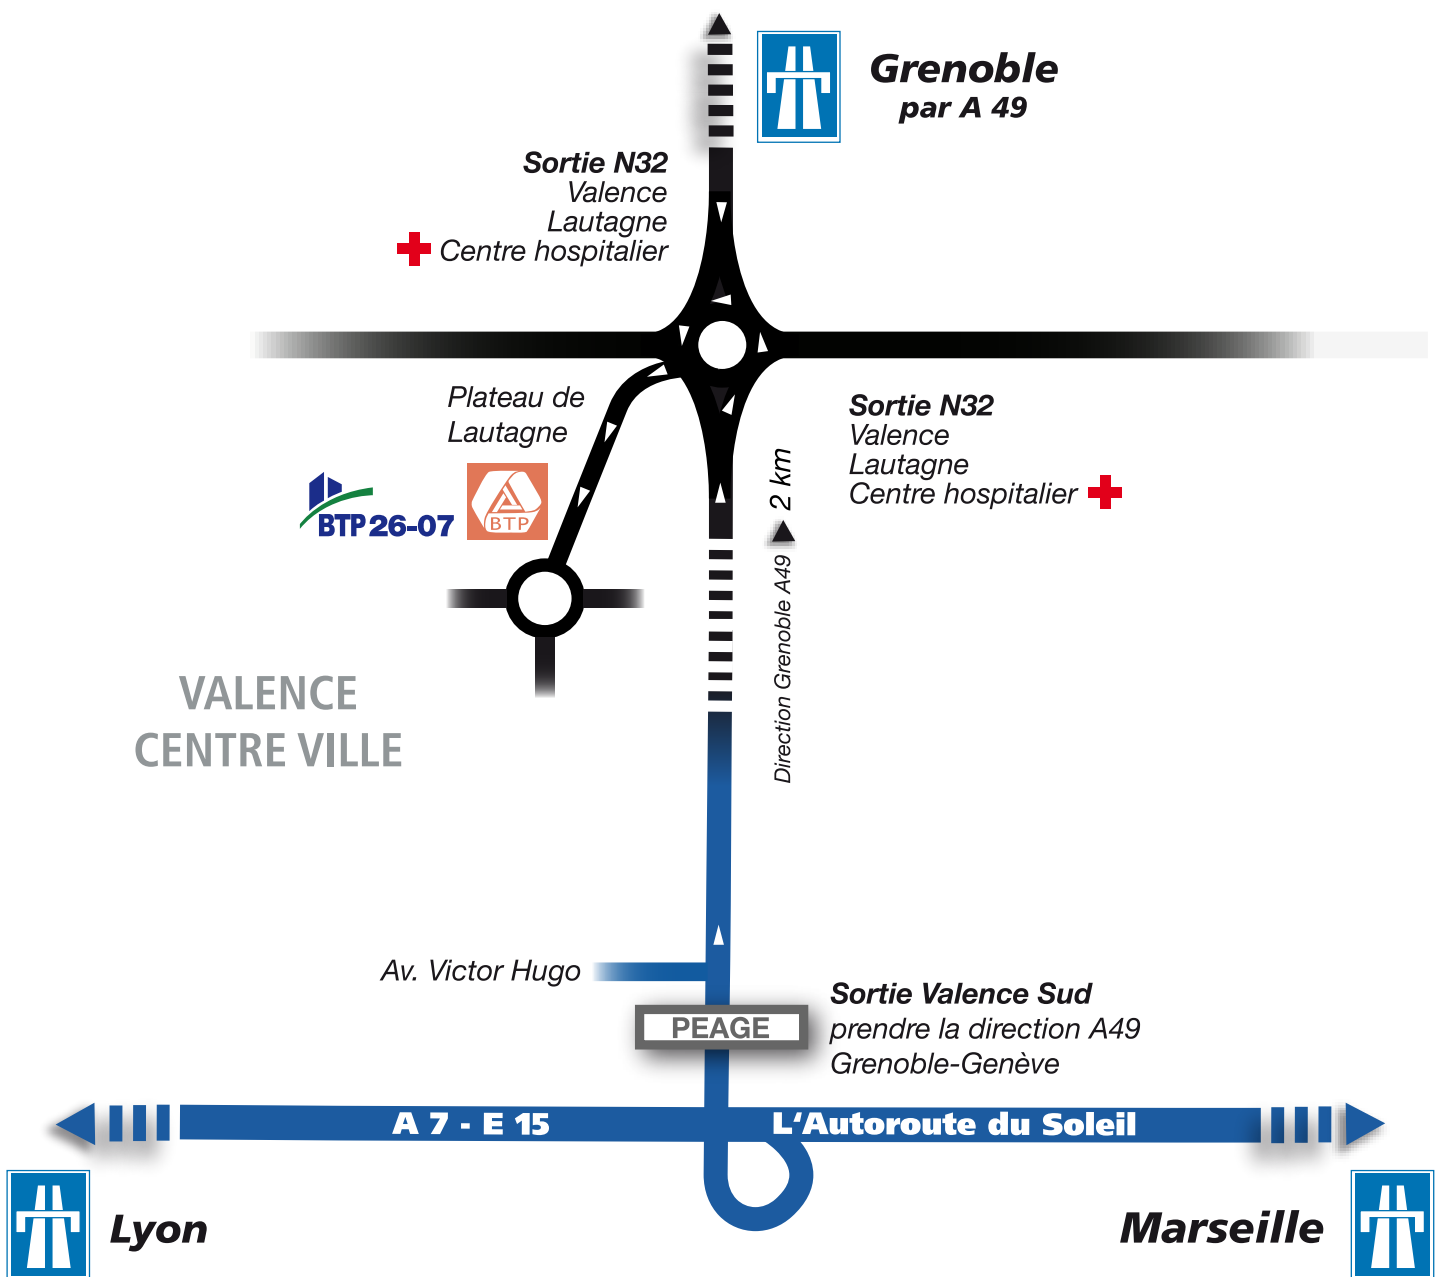 Grenoble
par A 49
Sortie N32
Valence
Lautagne
Centre hospitalier
Plateau de
Lautagne
BTP 26-07
BTP
Sortie N32
Valence
Lautagne
Centre hospitalier
Direction Grenoble A49 2 km
VALENCE
CENTRE VILLE
Av. Victor Hugo
PEAGE
Sortie Valence Sud
prendre la direction A49
Grenoble-Genève
A 7 - E 15
L'Autoroute du Soleil
Lyon
Marseille